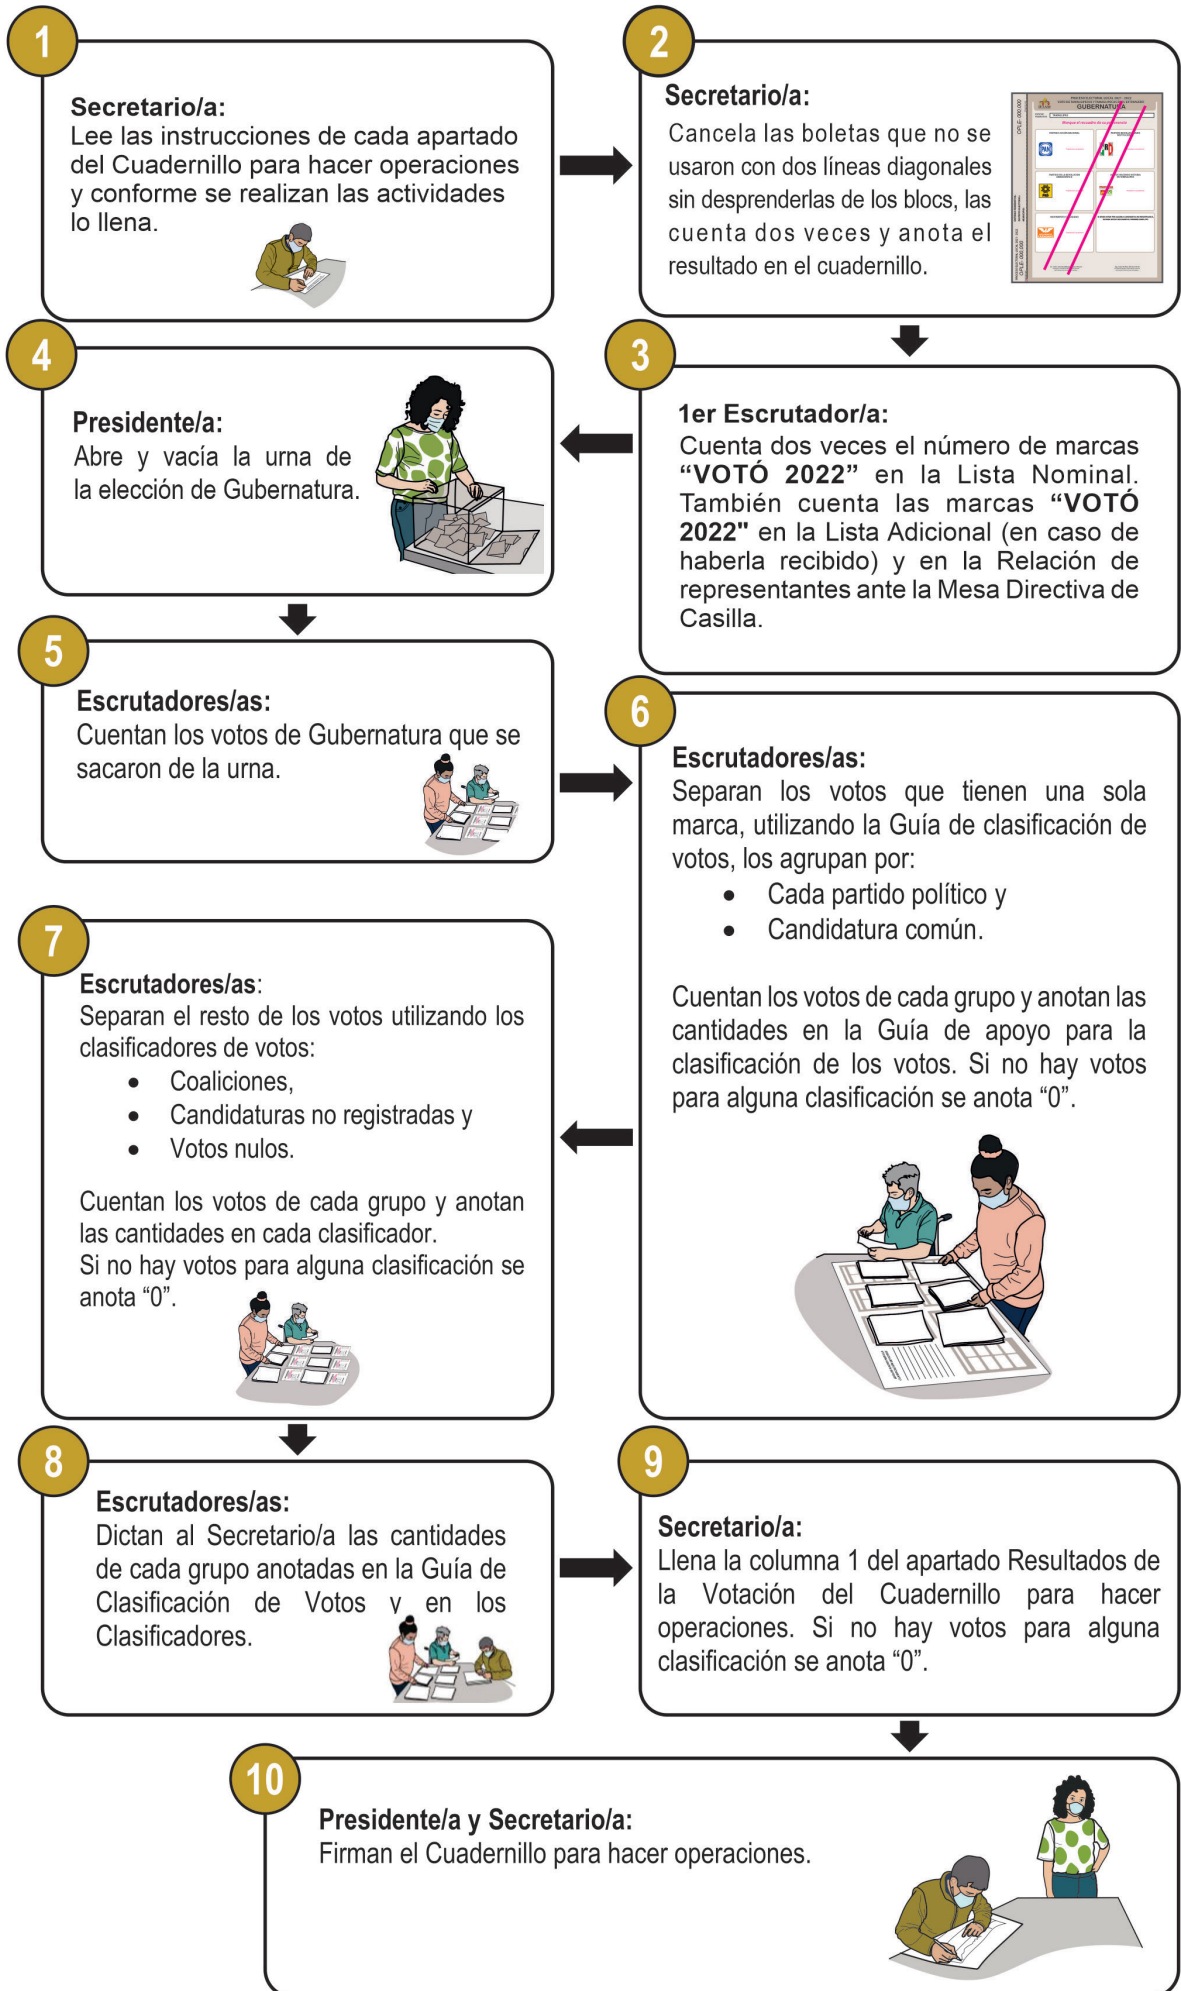 1
Secretario/a:
Lee las instrucciones de cada apartado
del Cuadernillo para hacer operaciones
y conforme se realizan las actividades
lo llena.
2
Secretario/a:
Cancela las boletas que no se
usaron con dos líneas diagonales
sin desprenderlas de los blocs, las
cuenta dos veces y anota el
resultado en el cuadernillo.
GUBERNATURA
PAN
3
1er Escrutador/a:
Cuenta dos veces el número de marcas
“VOTÓ 2022” en la Lista Nominal.
También cuenta las marcas “VOTÓ
2022" en la Lista Adicional (en caso de
haberla recibido) y en la Relación de
representantes ante la Mesa Directiva de
Casilla.
4
Presidente/a:
Abre y vacía la urna de
la elección de Gubernatura.
5
Escrutadores/as:
Cuentan los votos de Gubernatura que se
sacaron de la urna.
6
Escrutadores/as:
Separan los votos que tienen una sola
marca, utilizando la Guía de clasificación de
votos, los agrupan por:
• Cada partido político y
• Candidatura común.
Cuentan los votos de cada grupo y anotan las
cantidades en la Guía de apoyo para la
clasificación de los votos. Si no hay votos
para alguna clasificación se anota “0”.
7
Escrutadores/as:
Separan el resto de los votos utilizando los
clasificadores de votos:
• Coaliciones,
• Candidaturas no registradas y
• Votos nulos.
Cuentan los votos de cada grupo y anotan
las cantidades en cada clasificador.
Si no hay votos para alguna clasificación se
anota “0”.
8
Escrutadores/as:
Dictan al Secretario/a las cantidades
de cada grupo anotadas en la Guía de
Clasificación de Votos y en los
Clasificadores.
9
Secretario/a:
Llena la columna 1 del apartado Resultados de
la Votación del Cuadernillo para hacer
operaciones. Si no hay votos para alguna
clasificación se anota “0”.
10
Presidente/a y Secretario/a:
Firman el Cuadernillo para hacer operaciones.